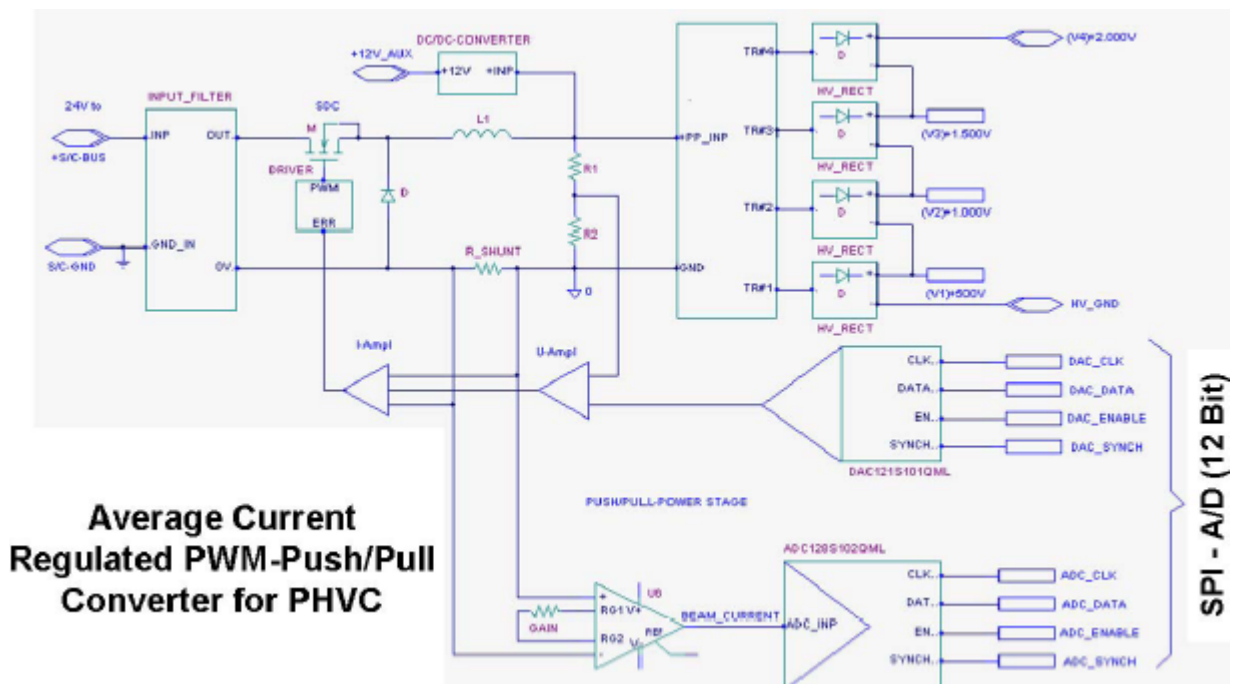 DC/DC-CONVERTER
+12V_AUX
+12V +INP
INPUT_FILTER
24V to
+S/C-BUS
INP OUT
GND_IN
0V
S/C-GND
SDC
M
L1
DRIVER
PWM
ERR
D
R1
R2
R_SHUNT
0
+PP_INP
GND
TR#4
TR#3
TR#2
TR#1
D
HV_RECT
D
HV_RECT
D
HV_RECT
D
HV_RECT
(V4)+2.000V
(V3)+1.500V
(V2)+1.000V
(V1)+500V
HV_GND
I-Ampl
U-Ampl
CLK..
DATA..
EN..
SYNCH..
DAC_CLK
DAC_DATA
DAC_ENABLE
DAC_SYNCH
DAC121S101QML
PUSH/PULL-POWER STAGE
Average Current
Regulated PWM-Push/Pull
Converter for PHVC
+
RG1 V+
RG2
REF
V-
-
U6
GAIN
BEAM_CURRENT
ADC128S102QML
ADC_INP
CLK..
DAT..
EN..
SYNCH..
ADC_CLK
ADC_DATA
ADC_ENABLE
ADC_SYNCH
SPI - A/D (12 Bit)